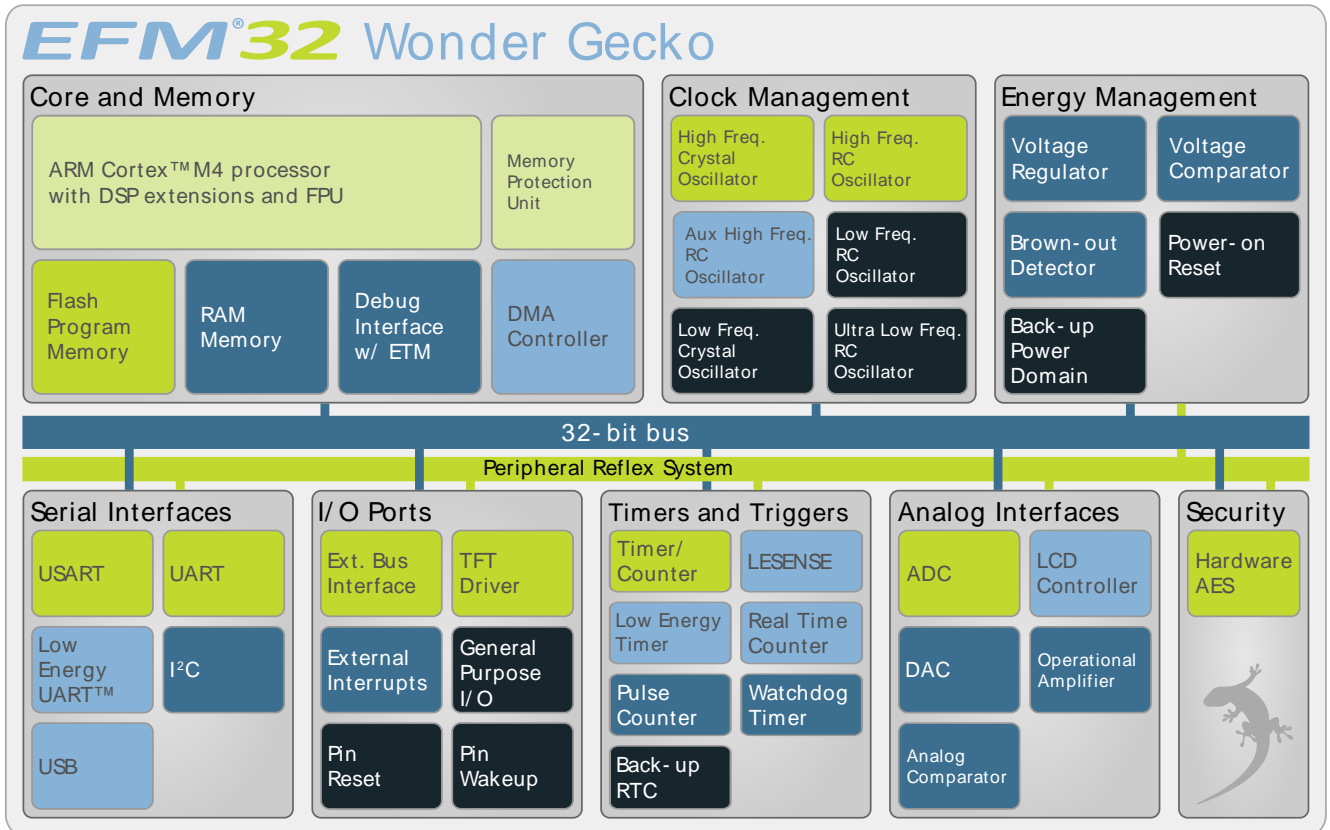 EFM®32 Wonder Gecko
Core and Memory
ARM Cortex™ M4 processor
with DSP extensions and FPU
Memory
Protection
Unit
Flash
Program
Memory
RAM
Memory
Debug
Interface
w/ ETM
DMA
Controller
Clock Management
High Freq.
Crystal
Oscillator
High Freq.
RC
Oscillator
Aux High Freq.
RC
Oscillator
Low Freq.
RC
Oscillator
Low Freq.
Crystal
Oscillator
Ultra Low Freq.
RC
Oscillator
Energy Management
Voltage
Regulator
Voltage
Comparator
Brown-out
Detector
Power-on
Reset
Back-up
Power
Domain
32-bit bus
Peripheral Reflex System
Serial Interfaces
USART
UART
Low
Energy
UART™
I²C
USB
I/O Ports
Ext. Bus
Interface
TFT
Driver
External
Interrupts
General
Purpose
I/O
Pin
Reset
Pin
Wakeup
Timers and Triggers
Timer/
Counter
LESENSE
Low Energy
Timer
Real Time
Counter
Pulse
Counter
Watchdog
Timer
Back-up
RTC
Analog Interfaces
ADC
LCD
Controller
DAC
Operational
Amplifier
Analog
Comparator
Security
Hardware
AES